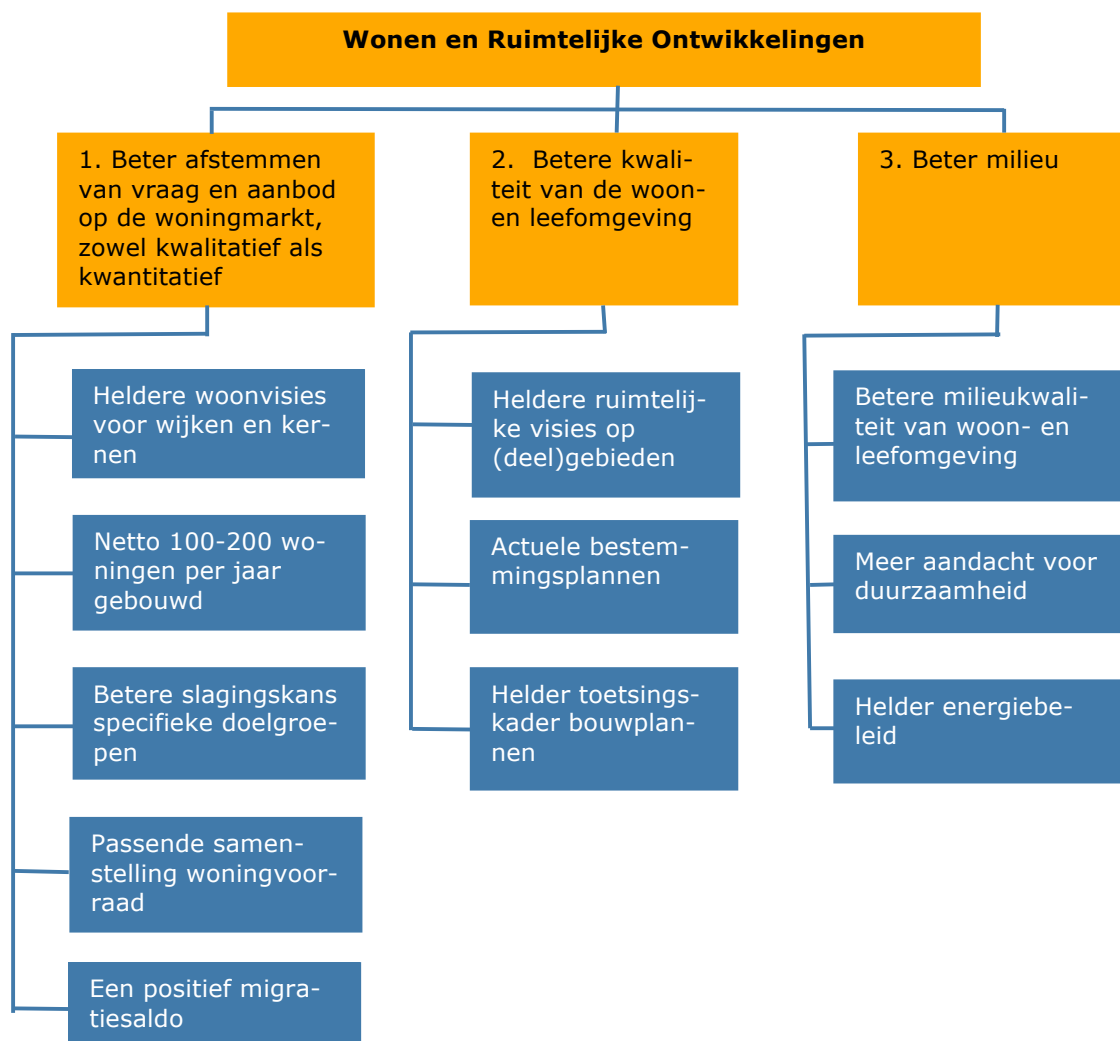 Wonen en Ruimtelijke Ontwikkelingen
1. Beter afstemmen
van vraag en aanbod
op de woningmarkt,
zowel kwalitatief als
kwantitatief
Heldere woonvisies
voor wijken en ker-
nen
Netto 100-200 wo-
ningen per jaar
gebouwd
Betere slagingskans
specifieke doelgroe-
pen
Passende samen-
stelling woningvoor-
raad
Een positief migra-
tiesaldo
2. Betere kwali-
teit van de woon-
en leefomgeving
Heldere ruimtelij-
ke visies op
(deel)gebieden
Actuele bestem-
mingsplannen
Helder toetsings-
kader bouwplan-
nen
3. Beter milieu
Betere milieukwali-
teit van woon- en
leefomgeving
Meer aandacht voor
duurzaamheid
Helder energiebe-
leid